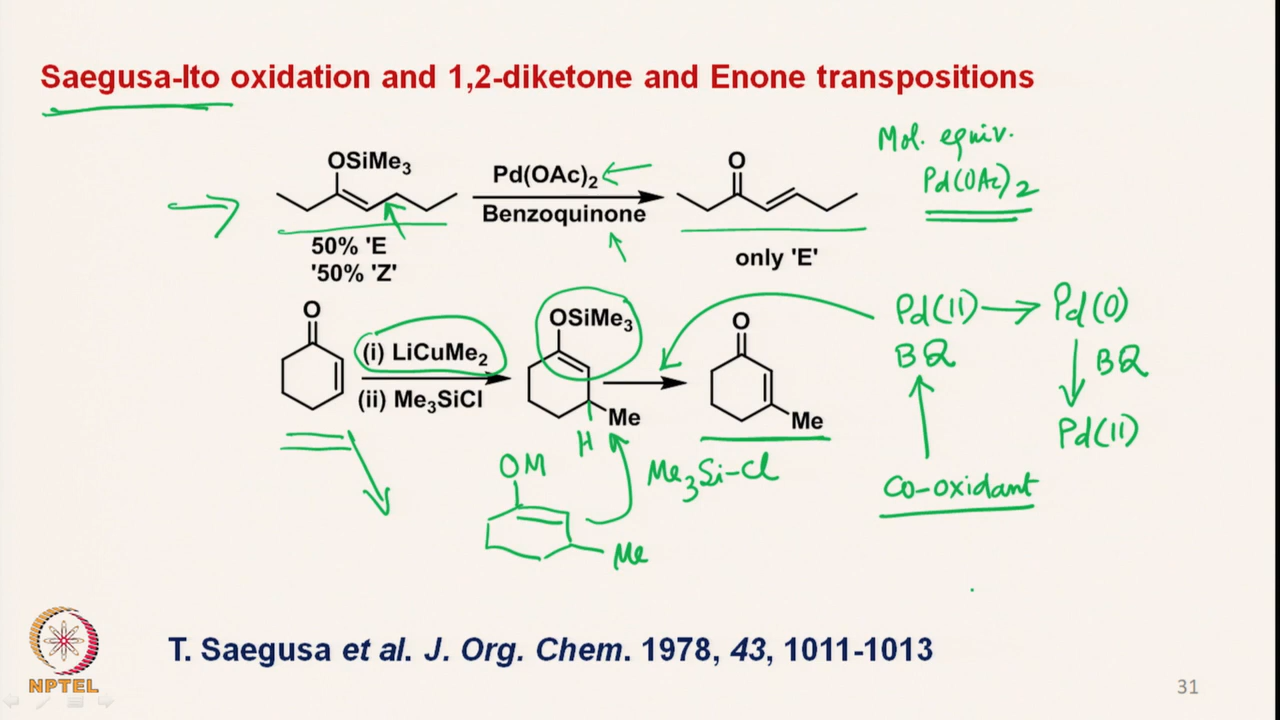 Saegusa-Ito oxidation and 1,2-diketone and Enone transpositions
OSiMe3
Pd(OAc)2
Benzoquinone
O
Mol. equiv.
Pd(OAc)2
50% 'E
'50% 'Z'
only 'E'
O
(i) LiCuMe2
(ii) Me3SiCl
OSiMe3
Me
H
O
Me
Pd(II) → Pd(0)
BQ
BQ
Pd(II)
Co-oxidant
OM
Me
Me3Si-Cl
T. Saegusa et al. J. Org. Chem. 1978, 43, 1011-1013
NPTEL
31